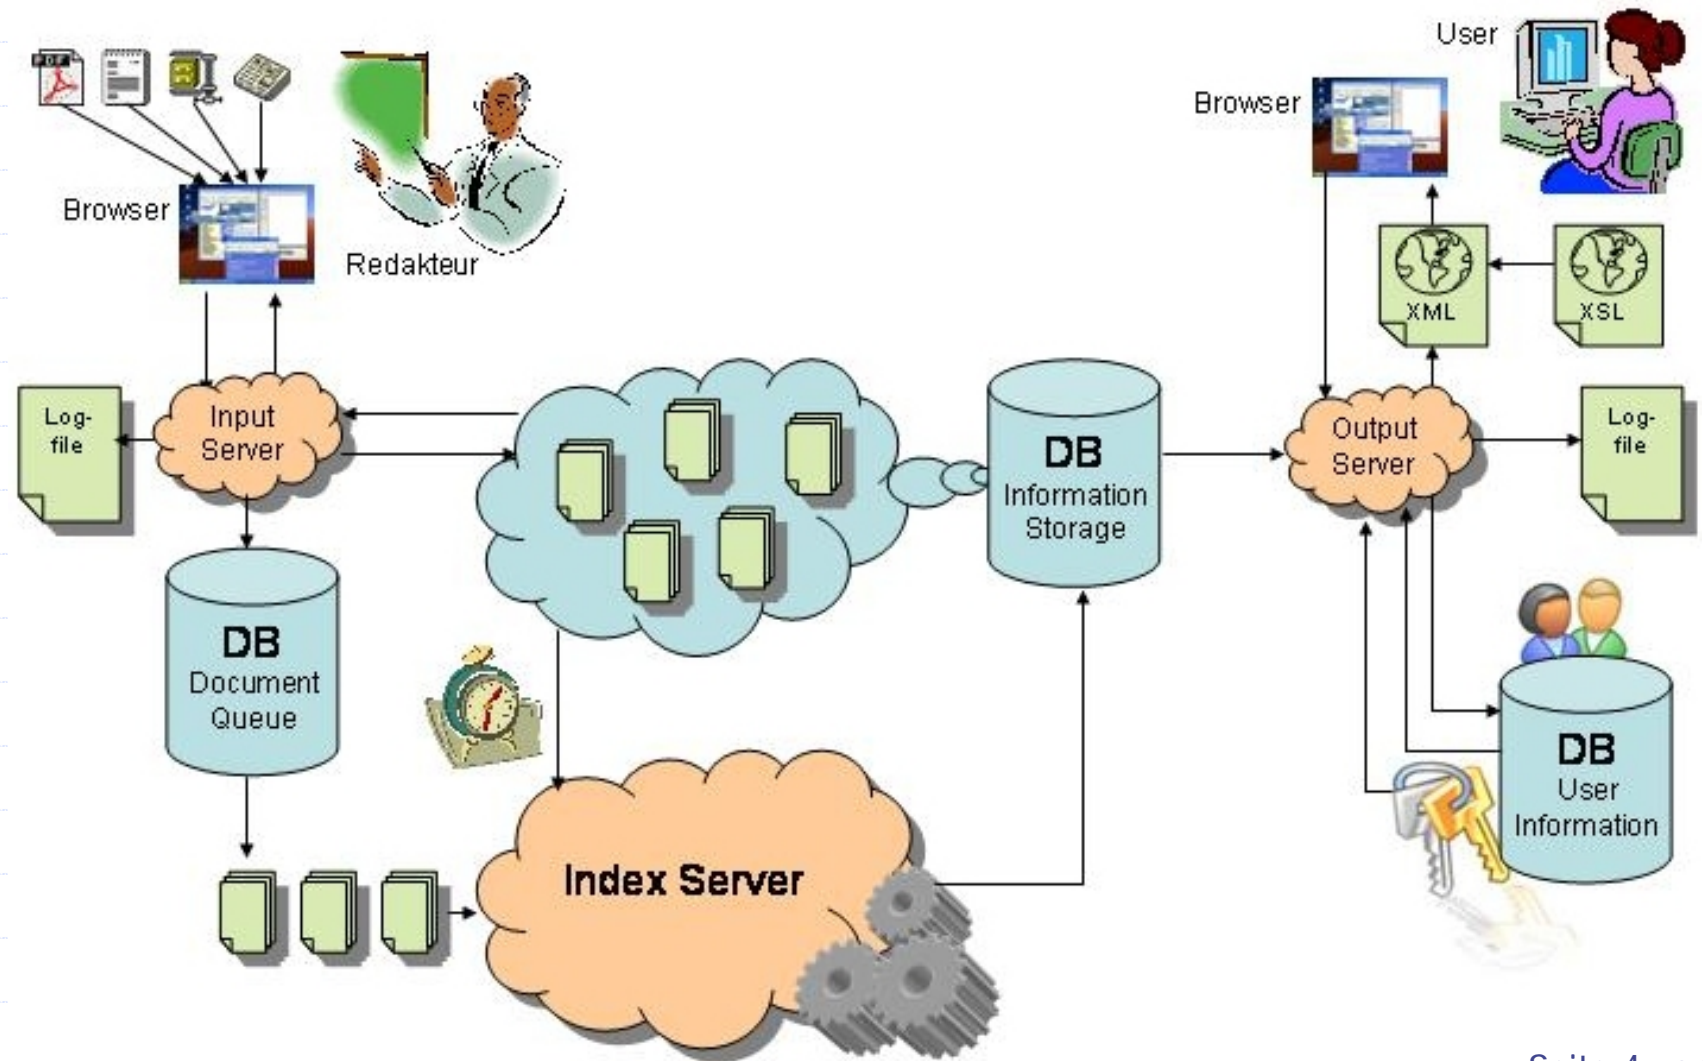 User
Browser
PDF
Browser
Redakteur
XML
XSL
Log-
file
Input
Server
DB
Information
Storage
Output
Server
Log-
file
DB
Document
Queue
DB
User
Information
Index Server